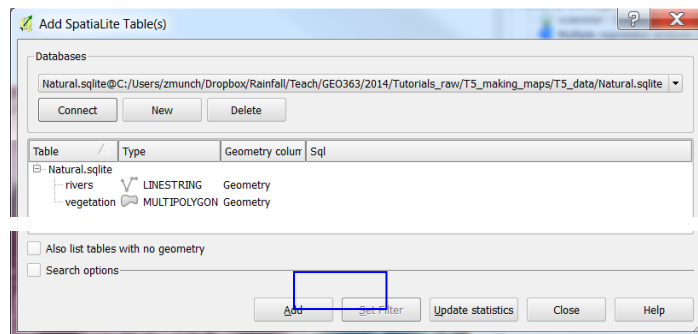 Add SpatiaLite Table(s)
Databases
Natural.sqlite@C:/Users/zmunch/Dropbox/Rainfall/Teach/GEO363/2014/Tutorials_raw/T5_making_maps/T5_data/Natural.sqlite
Connect New Delete
Table Type Geometry colum Sql
Natural.sqlite
rivers LINESTRING Geometry
vegetation MULTIPOLYGON Geometry
Also list tables with no geometry
Search options
Add Set Filter Update statistics Close Help